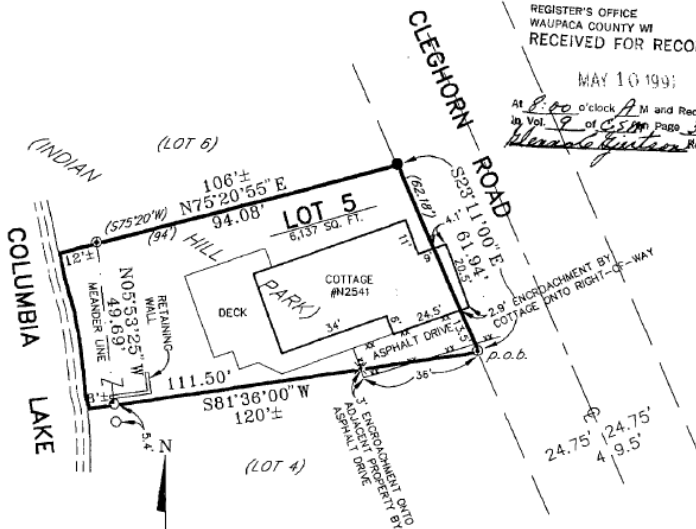 REGISTER'S OFFICE
WAUPACA COUNTY WI
RECEIVED FOR RECO
MAY 10 199
At 8:00 o'clock A M and Rec
in Vol. 9 of CSM Page
CLEGHORN ROAD
(INDIAN
HILL
PARK)
(LOT 6)
106'±
N75°20'55" E
(S75°20'W)
94.08'
(94')
LOT 5
6,137 SQ. FT.
(62.18')
S23°11'00"E
61.94'
4.1'
11'
9'
20.5'
12'±
COLUMBIA
LAKE
N05°53'25" W
49.69'
MEANDER LINE
RETAINING
WALL
DECK
COTTAGE
#N2541
34'
6'
24.5'
ASPHALT DRIVE
13.5'
2.9' ENCROACHMENT BY
COTTAGE ONTO RIGHT-OF-WAY
p.o.b.
36'
111.50'
S81°36'00" W
120'±
8'±
5.4'
N
(LOT 4)
3' ENCROACHMENT ONTO
ADJACENT PROPERTY BY
ASPHALT DRIVE
24.75' 24.75'
49.5'